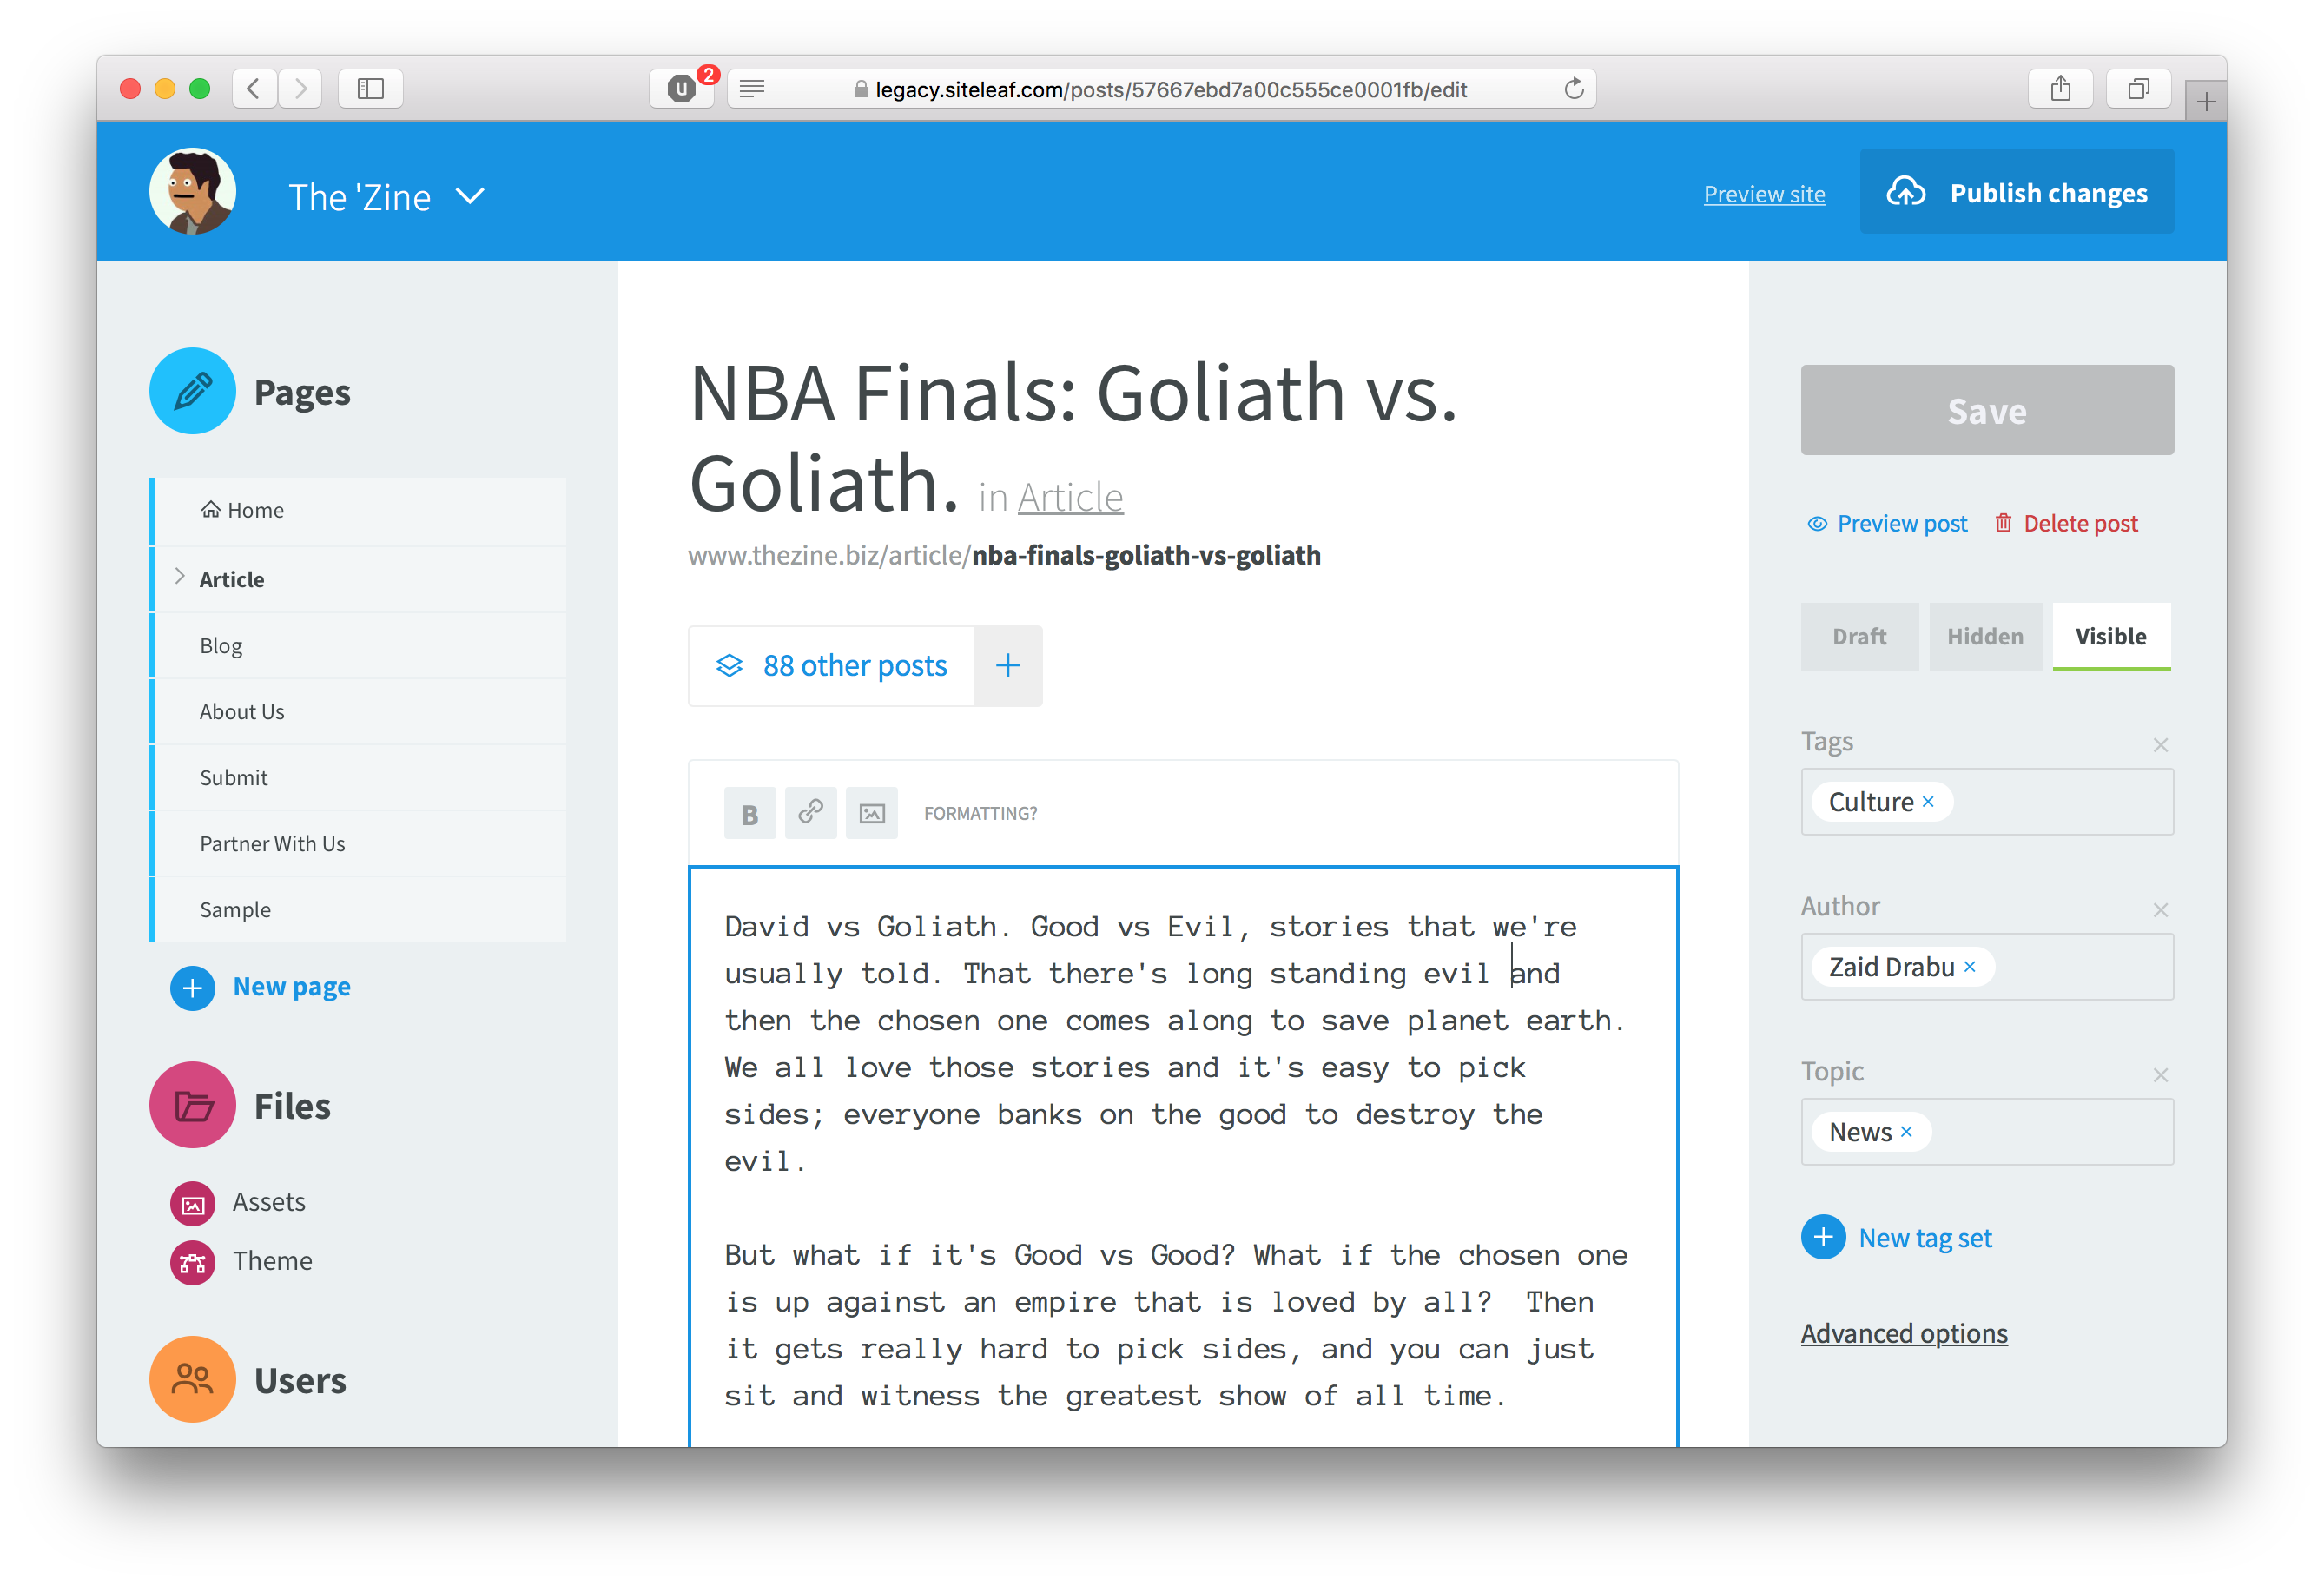 2
legacy.siteleaf.com/posts/57667ebd7a00c555ce0001fb/edit
The 'Zine
Preview site
Publish changes
Pages
Home
Article
Blog
About Us
Submit
Partner With Us
Sample
New page
Files
Assets
Theme
Users
NBA Finals: Goliath vs.
Goliath. in Article
www.thezine.biz/article/nba-finals-goliath-vs-goliath
88 other posts
B
FORMATTING?
David vs Goliath. Good vs Evil, stories that we're
usually told. That there's long standing evil and
then the chosen one comes along to save planet earth.
We all love those stories and it's easy to pick
sides; everyone banks on the good to destroy the
evil.
But what if it's Good vs Good? What if the chosen one
is up against an empire that is loved by all?  Then
it gets really hard to pick sides, and you can just
sit and witness the greatest show of all time.
Save
Preview post
Delete post
Draft
Hidden
Visible
Tags
Culture
Author
Zaid Drabu
Topic
News
New tag set
Advanced options